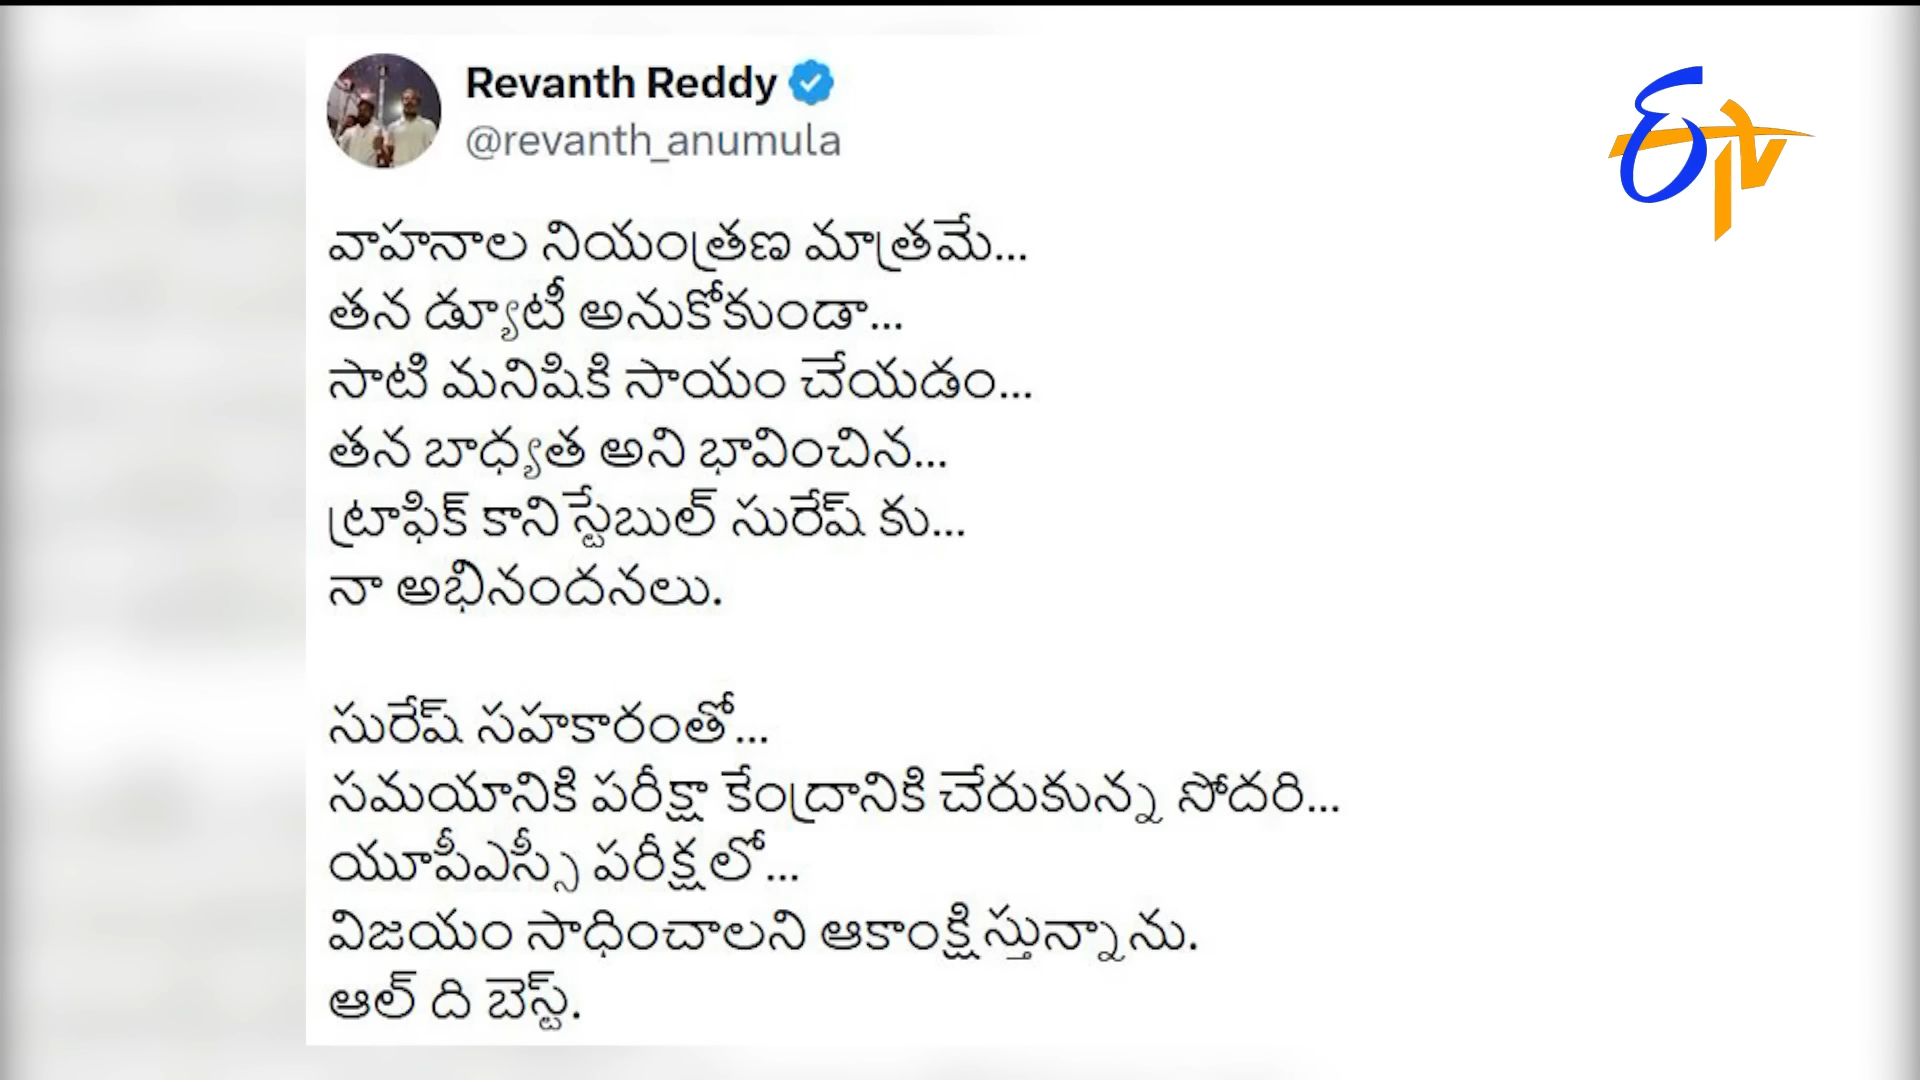 Revanth Reddy
@revanth_anumula
ETV
వాహనాల నియంత్రణ మాత్రమే...
తన డ్యూటీ అనుకోకుండా...
సాటి మనిషికి సాయం చేయడం...
తన బాధ్యత అని భావించిన...
ట్రాఫిక్ కానిస్టేబుల్ సురేష్ కు...
నా అభినందనలు.
సురేష్ సహకారంతో...
సమయానికి పరీక్షా కేంద్రానికి చేరుకున్న సోదరి...
యూపీఎస్సీ పరీక్షలో...
విజయం సాధించాలని ఆకాంక్షిస్తున్నాను.
ఆల్ ది బెస్ట్.